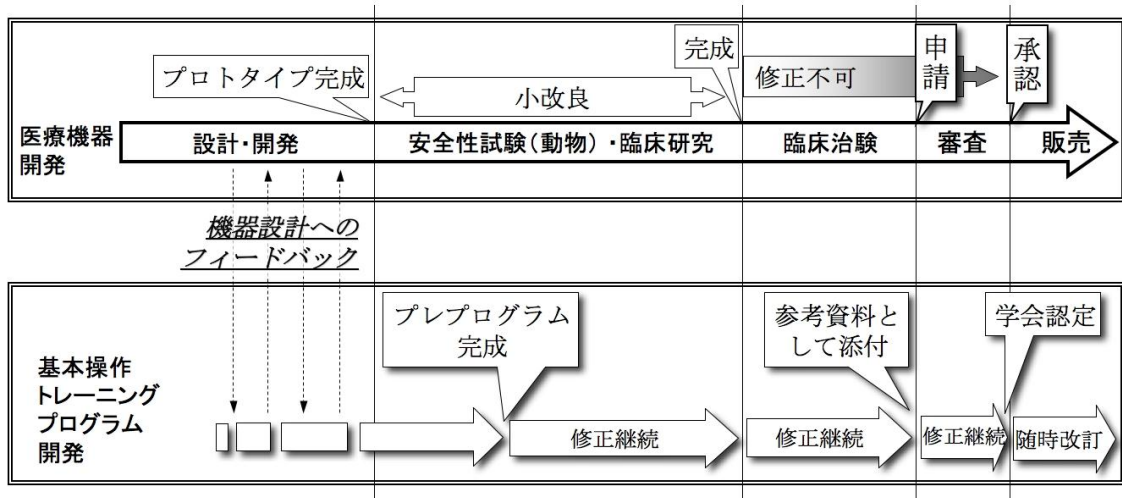 プロトタイプ完成
小改良
完成
修正不可
申請
承認
医療機器
開発
設計・開発
安全性試験(動物)・臨床研究
臨床治験
審査
販売
機器設計への
フィードバック
基本操作
トレーニング
プログラム
開発
プレプログラム
完成
参考資料と
して添付
学会認定
修正継続
修正継続
修正継続
随時改訂